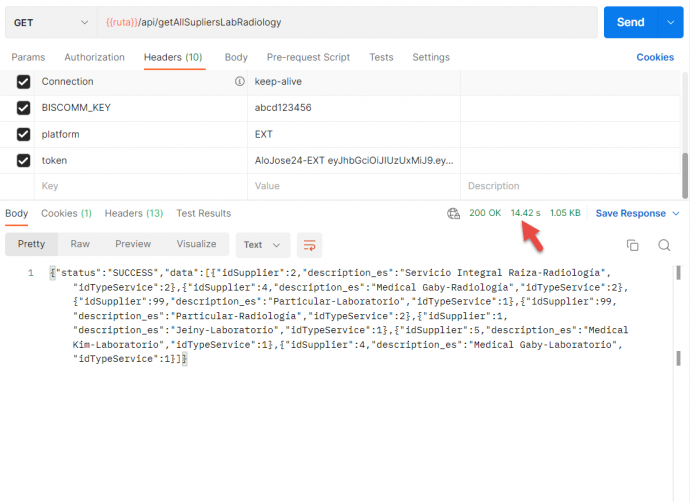 GET {{ruta}}/api/getAllSupliersLabRadiology Send
Params Authorization Headers (10) Body Pre-request Script Tests Settings Cookies
Connection keep-alive
BISCOMM_KEY abcd123456
platform EXT
token AloJose24-EXT eyJhbGciOiJIUzUxMiJ9.ey...
Key Value Description
Body Cookies (1) Headers (13) Test Results 200 OK 14.42 s 1.05 KB Save Response
Pretty Raw Preview Visualize Text
1 {"status":"SUCCESS","data":[{"idSupplier":2,"description_es":"Servicio Integral Raíza-Radiología",
"idTypeService":2},{"idSupplier":4,"description_es":"Medical Gaby-Radiología","idTypeService":2},
{"idSupplier":99,"description_es":"Particular-Laboratorio","idTypeService":1},{"idSupplier":99,
"description_es":"Particular-Radiología","idTypeService":2},{"idSupplier":1,
"description_es":"Jeiny-Laboratorio","idTypeService":1},{"idSupplier":5,"description_es":"Medical
Kim-Laboratorio","idTypeService":1},{"idSupplier":4,"description_es":"Medical Gaby-Laboratorio",
"idTypeService":1}]}